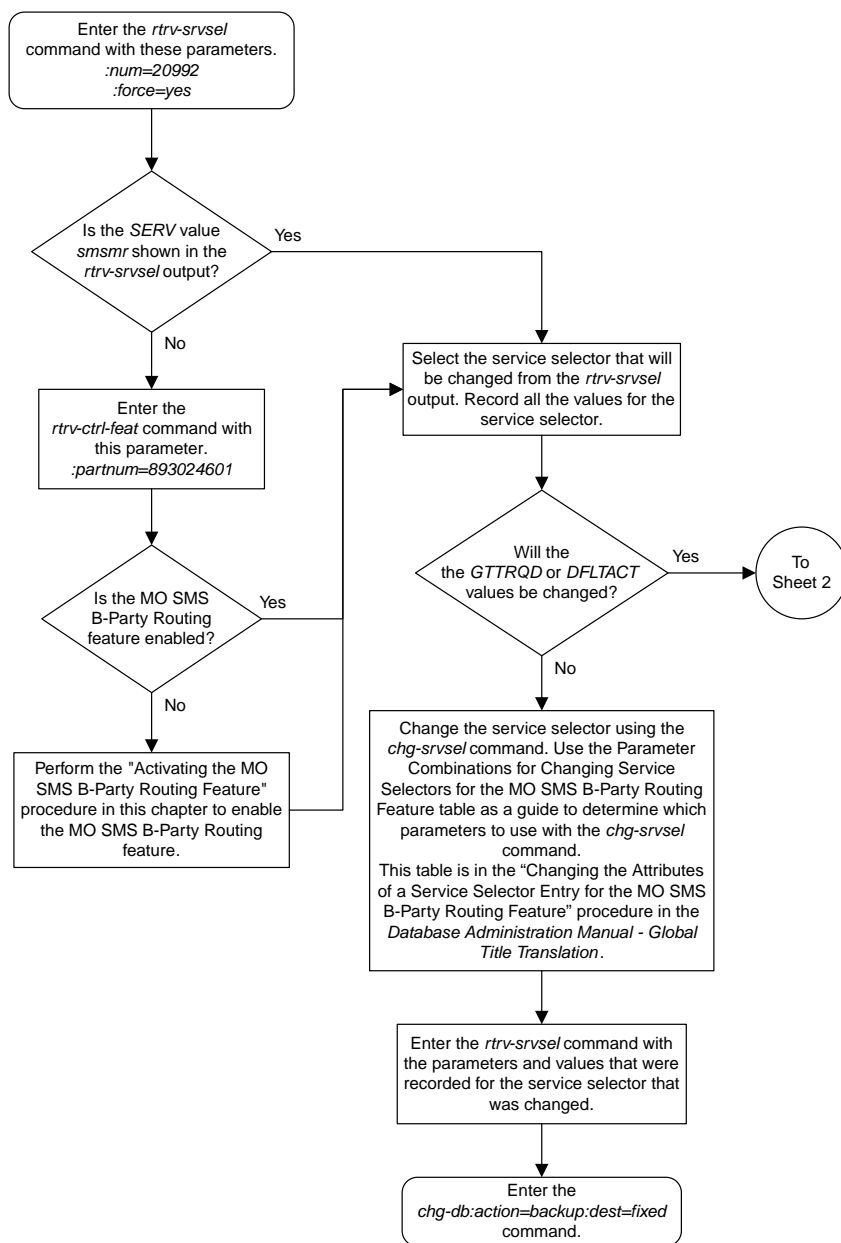 Enter the rtrv-srvsel
command with these parameters.
:num=20992
:force=yes
Is the SERV value
smsmr shown in the
rtrv-srvsel output?
Yes
No
Enter the
rtrv-ctrl-feat command with
this parameter.
:partnum=893024601
Is the MO SMS
B-Party Routing
feature enabled?
Yes
No
Perform the "Activating the MO
SMS B-Party Routing Feature"
procedure in this chapter to enable
the MO SMS B-Party Routing
feature.
Select the service selector that will
be changed from the rtrv-srvsel
output. Record all the values for the
service selector.
Will the
the GTTRQD or DFLTACT
values be changed?
Yes
To
Sheet 2
No
Change the service selector using the
chg-srvsel command. Use the Parameter
Combinations for Changing Service
Selectors for the MO SMS B-Party Routing
Feature table as a guide to determine which
parameters to use with the chg-srvsel
command.
This table is in the “Changing the Attributes
of a Service Selector Entry for the MO SMS
B-Party Routing Feature” procedure in the
Database Administration Manual - Global
Title Translation.
Enter the rtrv-srvsel command with
the parameters and values that were
recorded for the service selector that
was changed.
Enter the
chg-db:action=backup:dest=fixed
command.